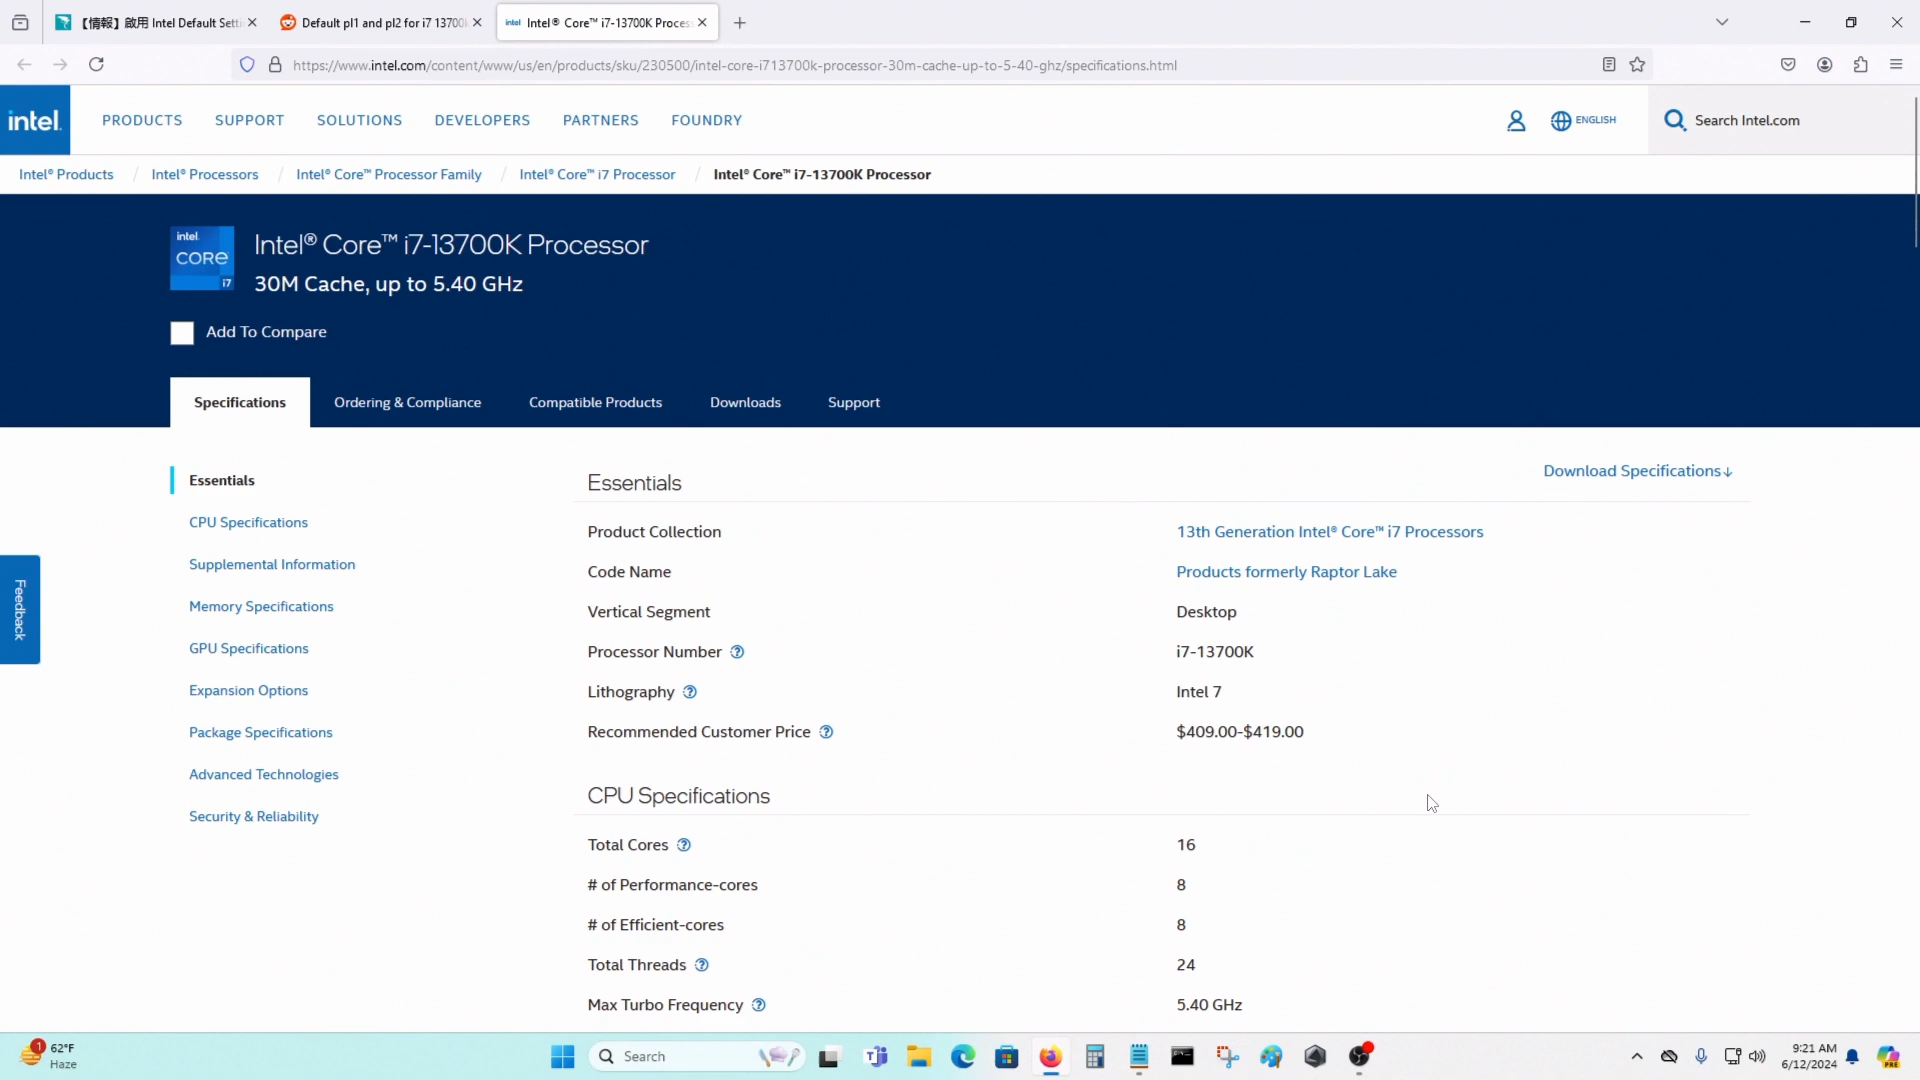 【情報】啟用 Intel Default Setti
Default pl1 and pl2 for i7 13700
intel Intel® Core™ i7-13700K Proces
https://www.intel.com/content/www/us/en/products/sku/230500/intel-core-i713700k-processor-30m-cache-up-to-5-40-ghz/specifications.html
intel.
PRODUCTS SUPPORT SOLUTIONS DEVELOPERS PARTNERS FOUNDRY
ENGLISH
Search Intel.com
Intel® Products / Intel® Processors / Intel® Core™ Processor Family / Intel® Core™ i7 Processor / Intel® Core™ i7-13700K Processor
intel.
CORE
i7
Intel® Core™ i7-13700K Processor
30M Cache, up to 5.40 GHz
Add To Compare
Specifications Ordering & Compliance Compatible Products Downloads Support
Essentials
CPU Specifications
Supplemental Information
Memory Specifications
GPU Specifications
Expansion Options
Package Specifications
Advanced Technologies
Security & Reliability
Feedback
Download Specifications↓
Essentials
Product Collection 13th Generation Intel® Core™ i7 Processors
Code Name Products formerly Raptor Lake
Vertical Segment Desktop
Processor Number ? i7-13700K
Lithography ? Intel 7
Recommended Customer Price ? $409.00-$419.00
CPU Specifications
Total Cores ? 16
# of Performance-cores 8
# of Efficient-cores 8
Total Threads ? 24
Max Turbo Frequency ? 5.40 GHz
1
62°F
Haze
Search
9:21 AM
6/12/2024
PRE